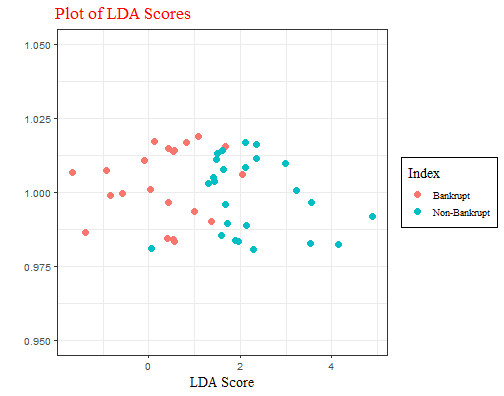 Plot of LDA Scores
1.050
1.025
1.000
0.975
0.950
0
2
4
LDA Score
Index
Bankrupt
Non-Bankrupt